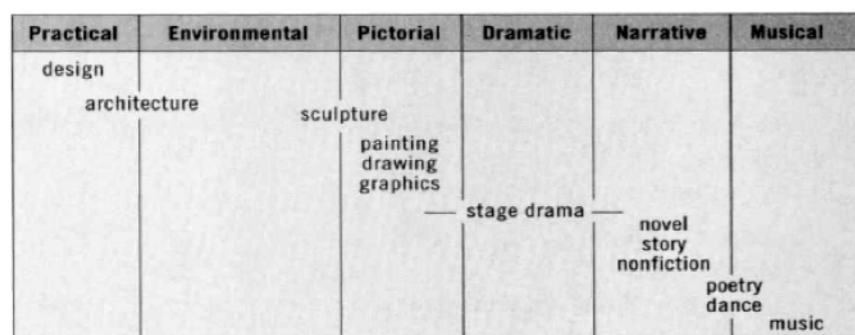 Practical Environmental Pictorial Dramatic Narrative Musical
design
architecture
sculpture
painting
drawing
graphics
stage drama
novel
story
nonfiction
poetry
dance
music